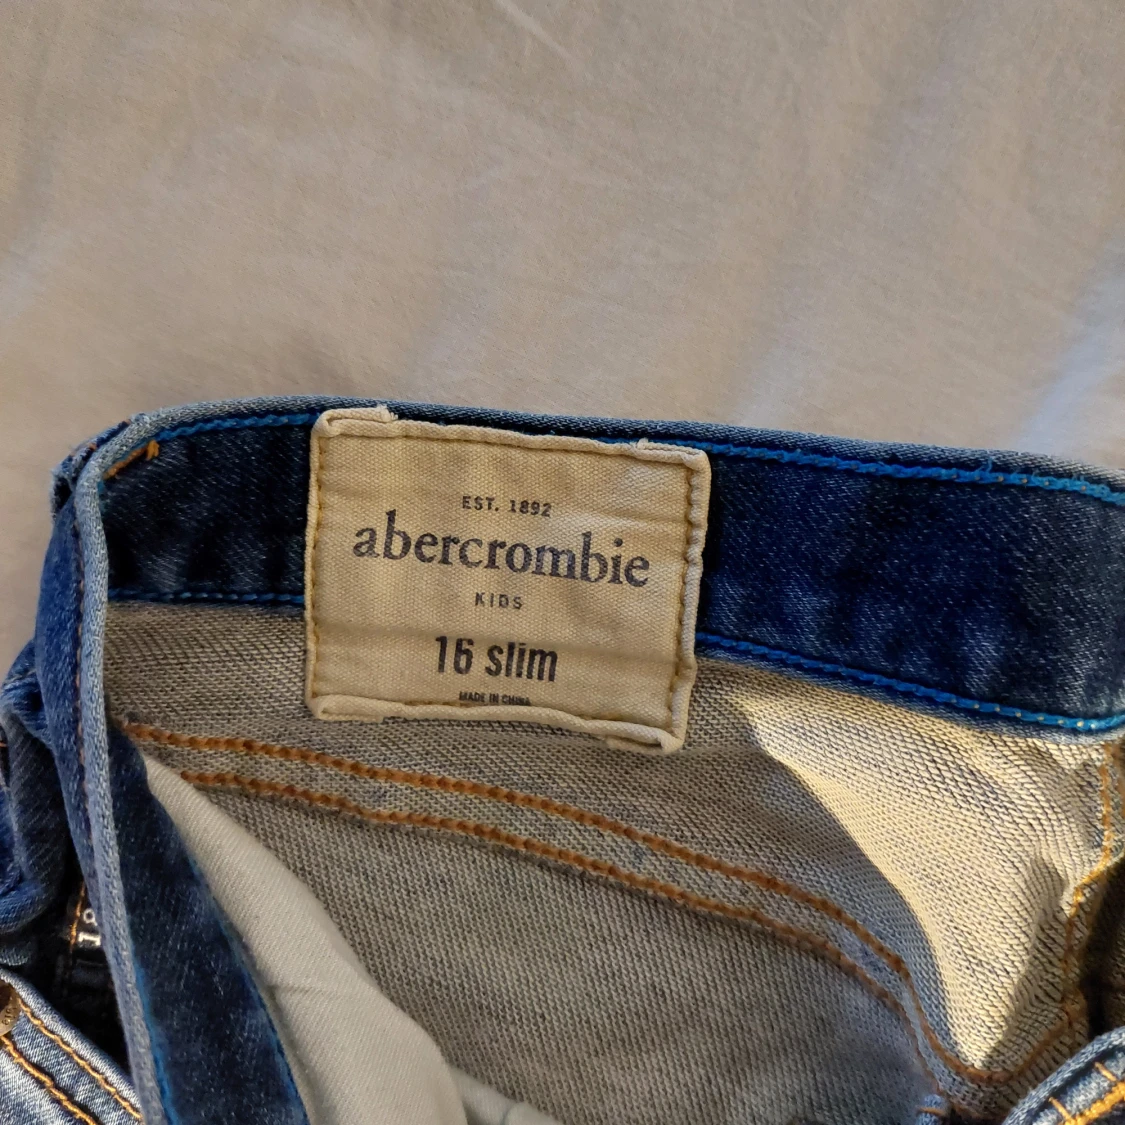 EST. 1892
abercrombie
KIDS
16 slim
MADE IN CHINA